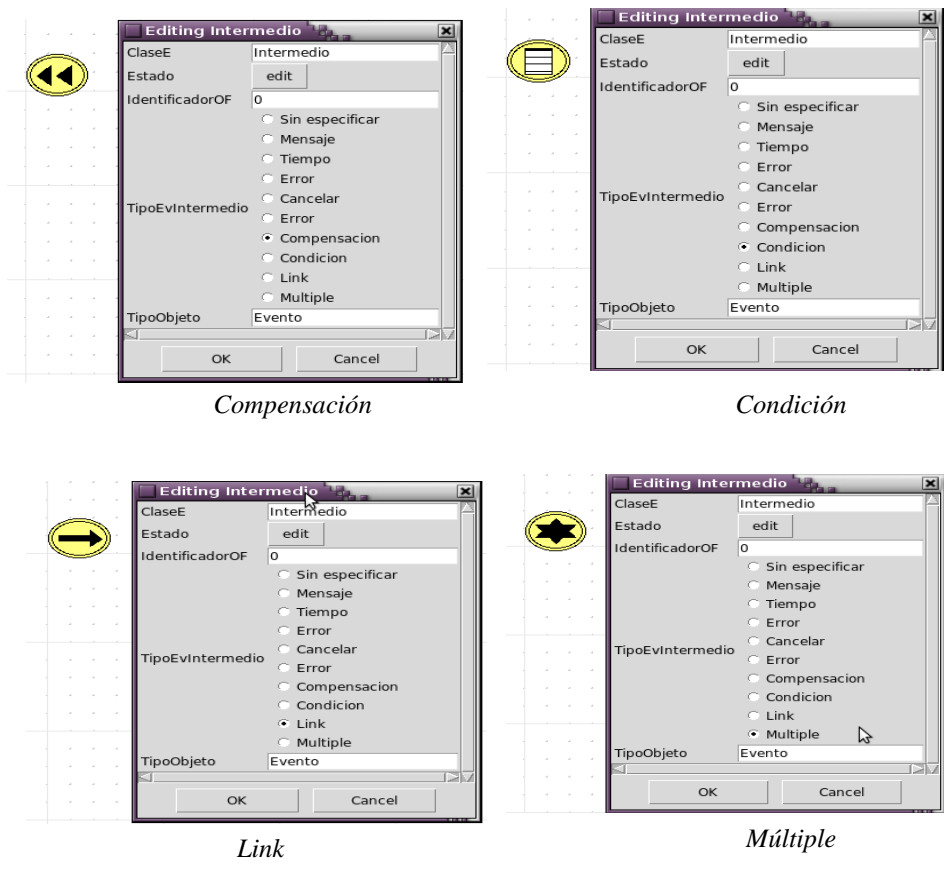 Editing Intermedio
ClaseE Intermedio
Estado edit
IdentificadorOF 0
Sin especificar
Mensaje
Tiempo
Error
Cancelar
TipoEvIntermedio
Error
Compensacion
Condicion
Link
Multiple
TipoObjeto Evento
OK Cancel
Compensación
Editing Intermedio
ClaseE Intermedio
Estado edit
IdentificadorOF 0
Sin especificar
Mensaje
Tiempo
Error
Cancelar
TipoEvIntermedio
Error
Compensacion
Condicion
Link
Multiple
TipoObjeto Evento
OK Cancel
Condición
Editing Intermedio
ClaseE Intermedio
Estado edit
IdentificadorOF 0
Sin especificar
Mensaje
Tiempo
Error
Cancelar
TipoEvIntermedio
Error
Compensacion
Condicion
Link
Multiple
TipoObjeto Evento
OK Cancel
Link
Editing Intermedio
ClaseE Intermedio
Estado edit
IdentificadorOF 0
Sin especificar
Mensaje
Tiempo
Error
Cancelar
TipoEvIntermedio
Error
Compensacion
Condicion
Link
Multiple
TipoObjeto Evento
OK Cancel
Múltiple